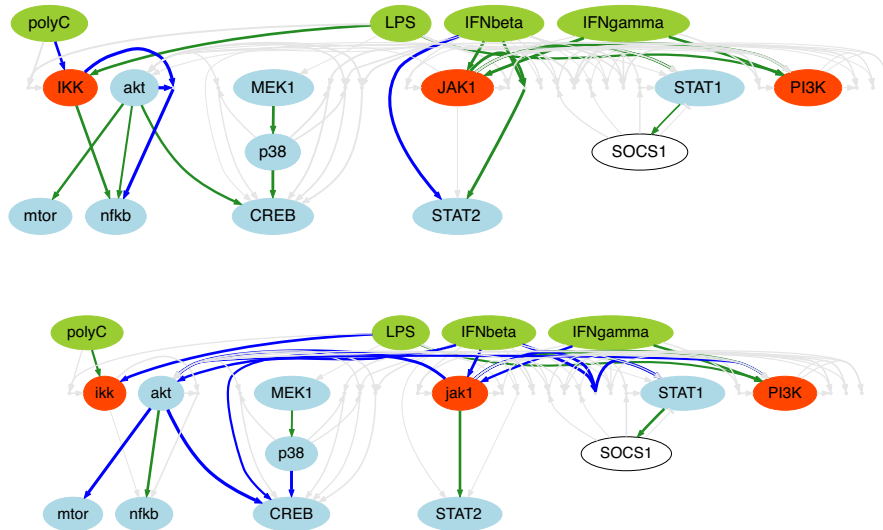 polyC LPS IFNbeta IFNgamma
IKK akt MEK1 JAK1 STAT1 PI3K
p38 SOCS1
mtor nfkb CREB STAT2
polyC LPS IFNbeta IFNgamma
ikk akt MEK1 jak1 STAT1 PI3K
p38 SOCS1
mtor nfkb CREB STAT2